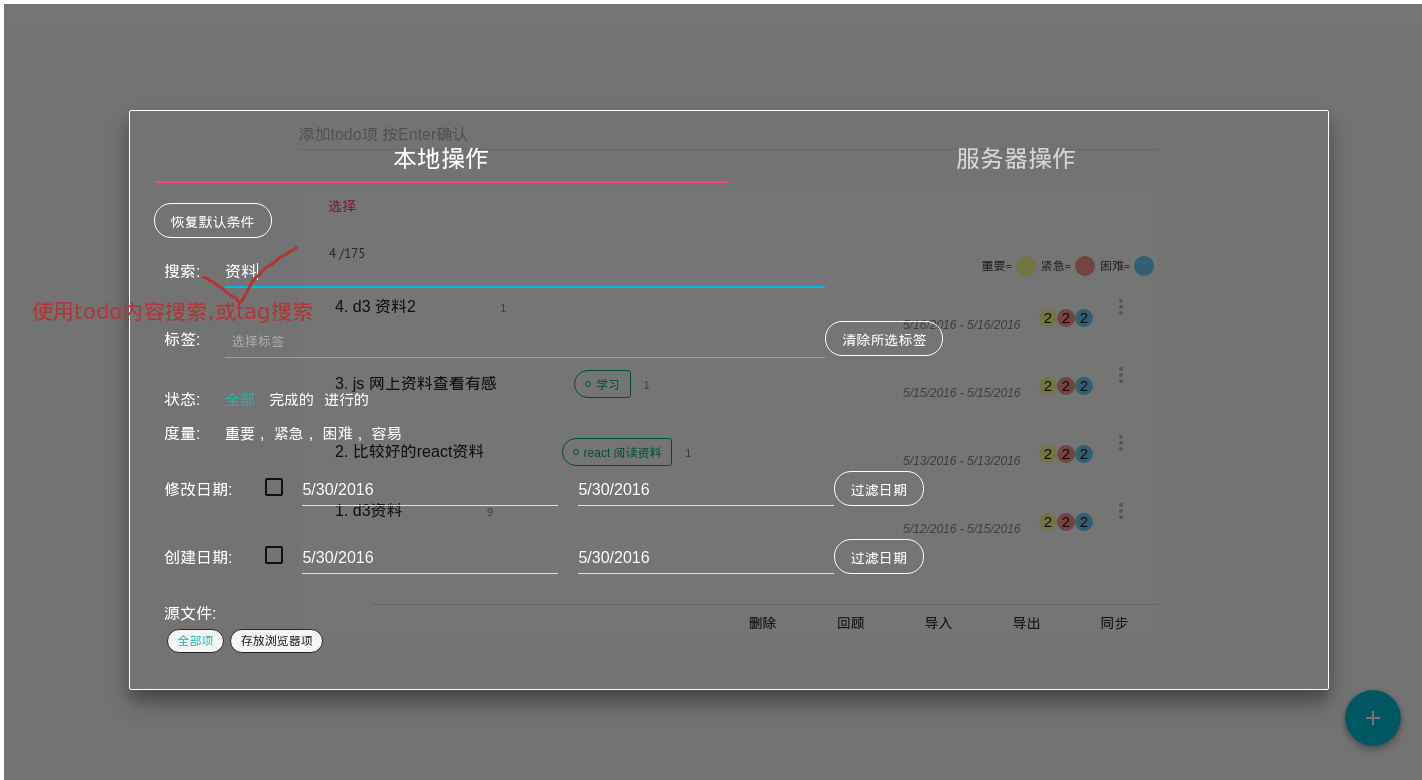 添加todo项 按Enter确认
本地操作 服务器操作
选择
恢复默认条件
4 /175
重要= 紧急= 困难=
搜索: 资料
使用todo内容搜索,或tag搜索
4. d3 资料2 1 5/16/2016 - 5/16/2016 2 2 2
标签: 选择标签 清除所选标签
3. js 网上资料查看有感 学习 1 5/15/2016 - 5/15/2016 2 2 2
状态: 全部 完成的 进行的
度量: 重要 , 紧急 , 困难 , 容易
2. 比较好的react资料 react 阅读资料 1 5/13/2016 - 5/13/2016 2 2 2
修改日期: 5/30/2016 5/30/2016 过滤日期
1. d3资料 9 5/12/2016 - 5/15/2016 2 2 2
创建日期: 5/30/2016 5/30/2016 过滤日期
源文件:
删除 回顾 导入 导出 同步
全部项 存放浏览器项